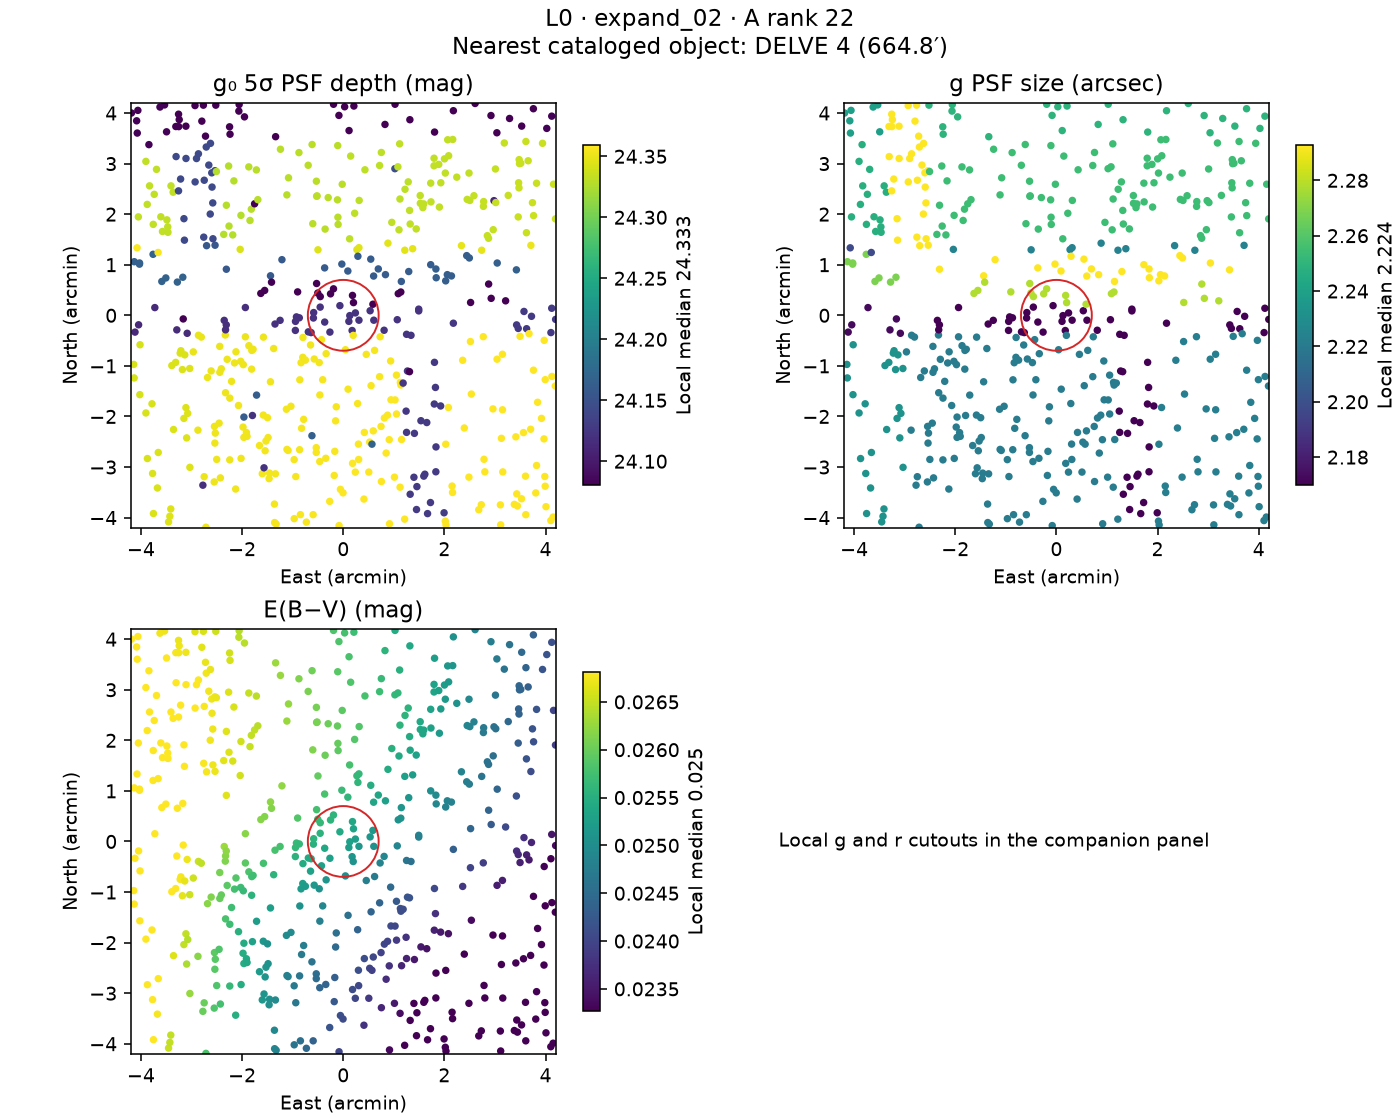 L0 · expand_02 · A rank 22
Nearest cataloged object: DELVE 4 (664.8′)
g₀ 5σ PSF depth (mag)
4
3
2
1
0
−1
−2
−3
−4
North (arcmin)
−4 −2 0 2 4
East (arcmin)
24.35
24.30
24.25
24.20
24.15
24.10
Local median 24.333
g PSF size (arcsec)
4
3
2
1
0
−1
−2
−3
−4
North (arcmin)
−4 −2 0 2 4
East (arcmin)
2.28
2.26
2.24
2.22
2.20
2.18
Local median 2.224
E(B−V) (mag)
4
3
2
1
0
−1
−2
−3
−4
North (arcmin)
−4 −2 0 2 4
East (arcmin)
0.0265
0.0260
0.0255
0.0250
0.0245
0.0240
0.0235
Local median 0.025
Local g and r cutouts in the companion panel